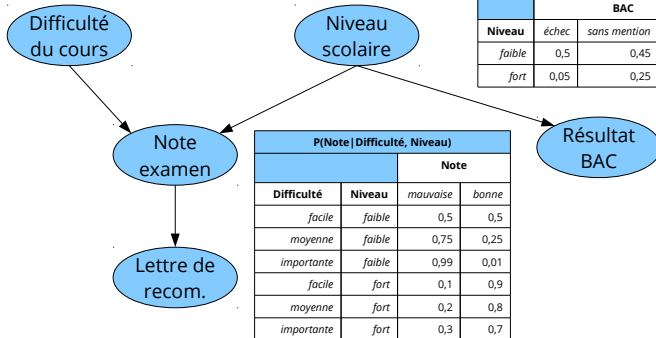 Difficulté
du cours
Niveau
scolaire
BAC
Niveau échec sans mention
faible 0,5 0,45
fort 0,05 0,25
Note
examen
Résultat
BAC
P(Note|Difficulté, Niveau)
Note
Difficulté Niveau mauvaise bonne
facile faible 0,5 0,5
moyenne faible 0,75 0,25
importante faible 0,99 0,01
facile fort 0,1 0,9
moyenne fort 0,2 0,8
importante fort 0,3 0,7
Lettre de
recom.